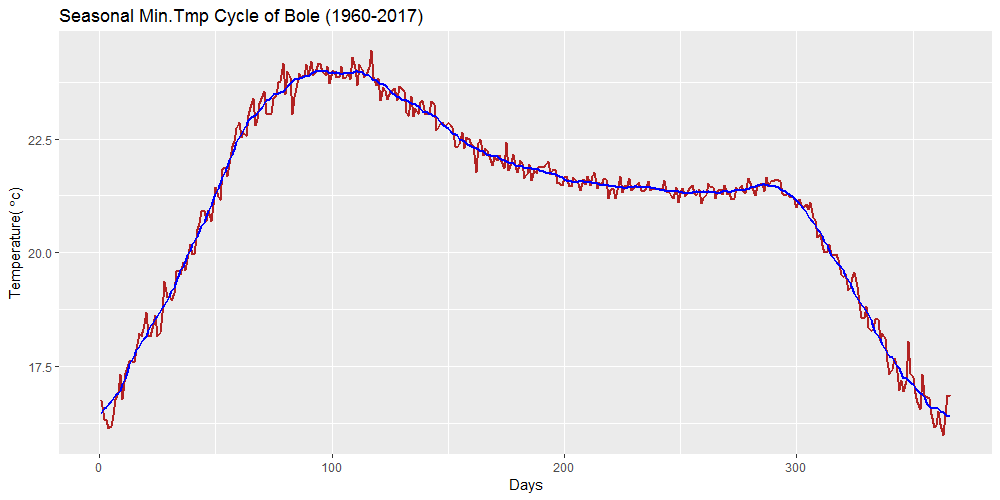 Seasonal Min.Tmp Cycle of Bole (1960-2017)
Temperature( °c)
22.5
20.0
17.5
0
100
200
300
Days